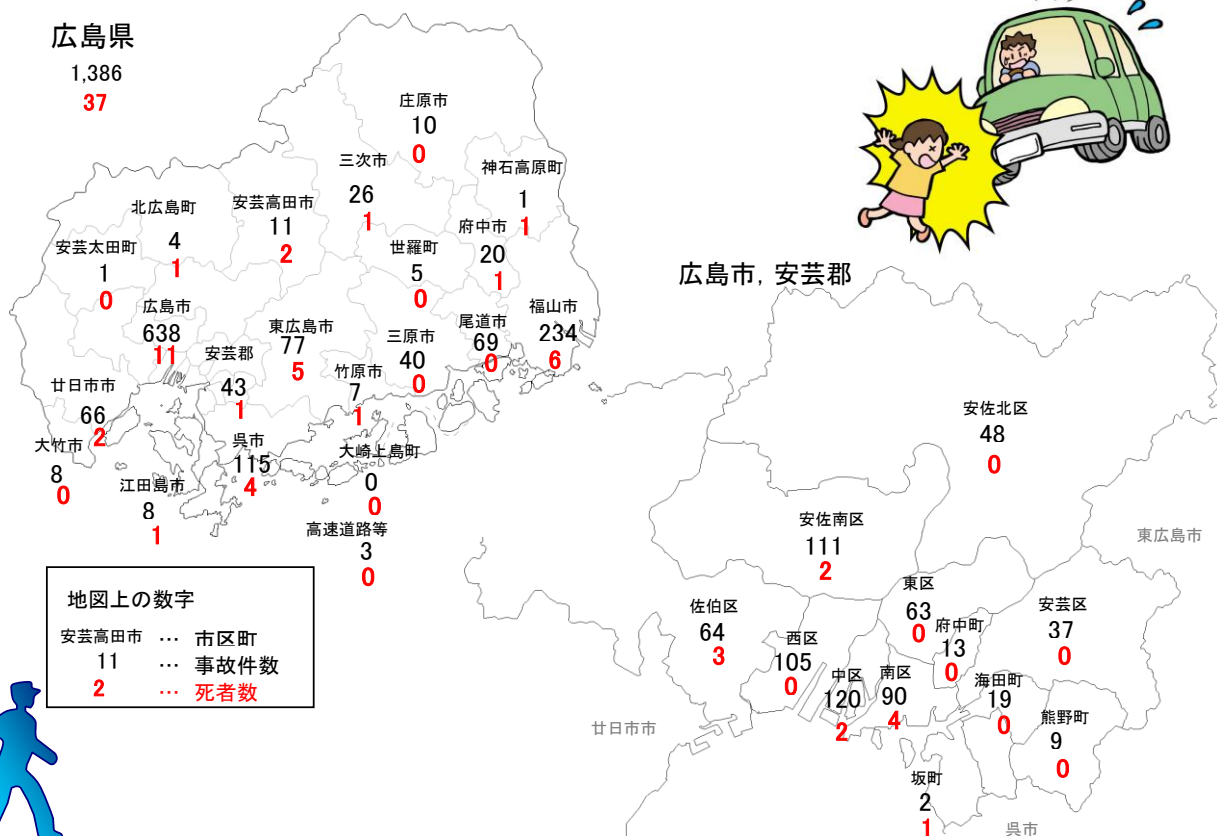 広島県
1,386
37
庄原市
10
0
三次市
26
1
神石高原町
1
1
北広島町
4
1
安芸高田市
11
2
府中市
20
1
安芸太田町
1
0
世羅町
5
0
広島市
638
11
東広島市
77
5
三原市
40
0
尾道市
69
0
福山市
234
6
安芸郡
43
1
竹原市
7
1
廿日市市
66
2
大竹市
8
0
呉市
115
4
大崎上島町
0
0
江田島市
8
1
高速道路等
3
0
地図上の数字
安芸高田市 … 市区町
11 … 事故件数
2 … 死者数
広島市，安芸郡
安佐北区
48
0
安佐南区
111
2
東広島市
東区
63
0
安芸区
37
0
佐伯区
64
3
西区
105
0
府中町
13
0
中区
120
2
南区
90
4
海田町
19
0
熊野町
9
0
廿日市市
坂町
2
1
呉市